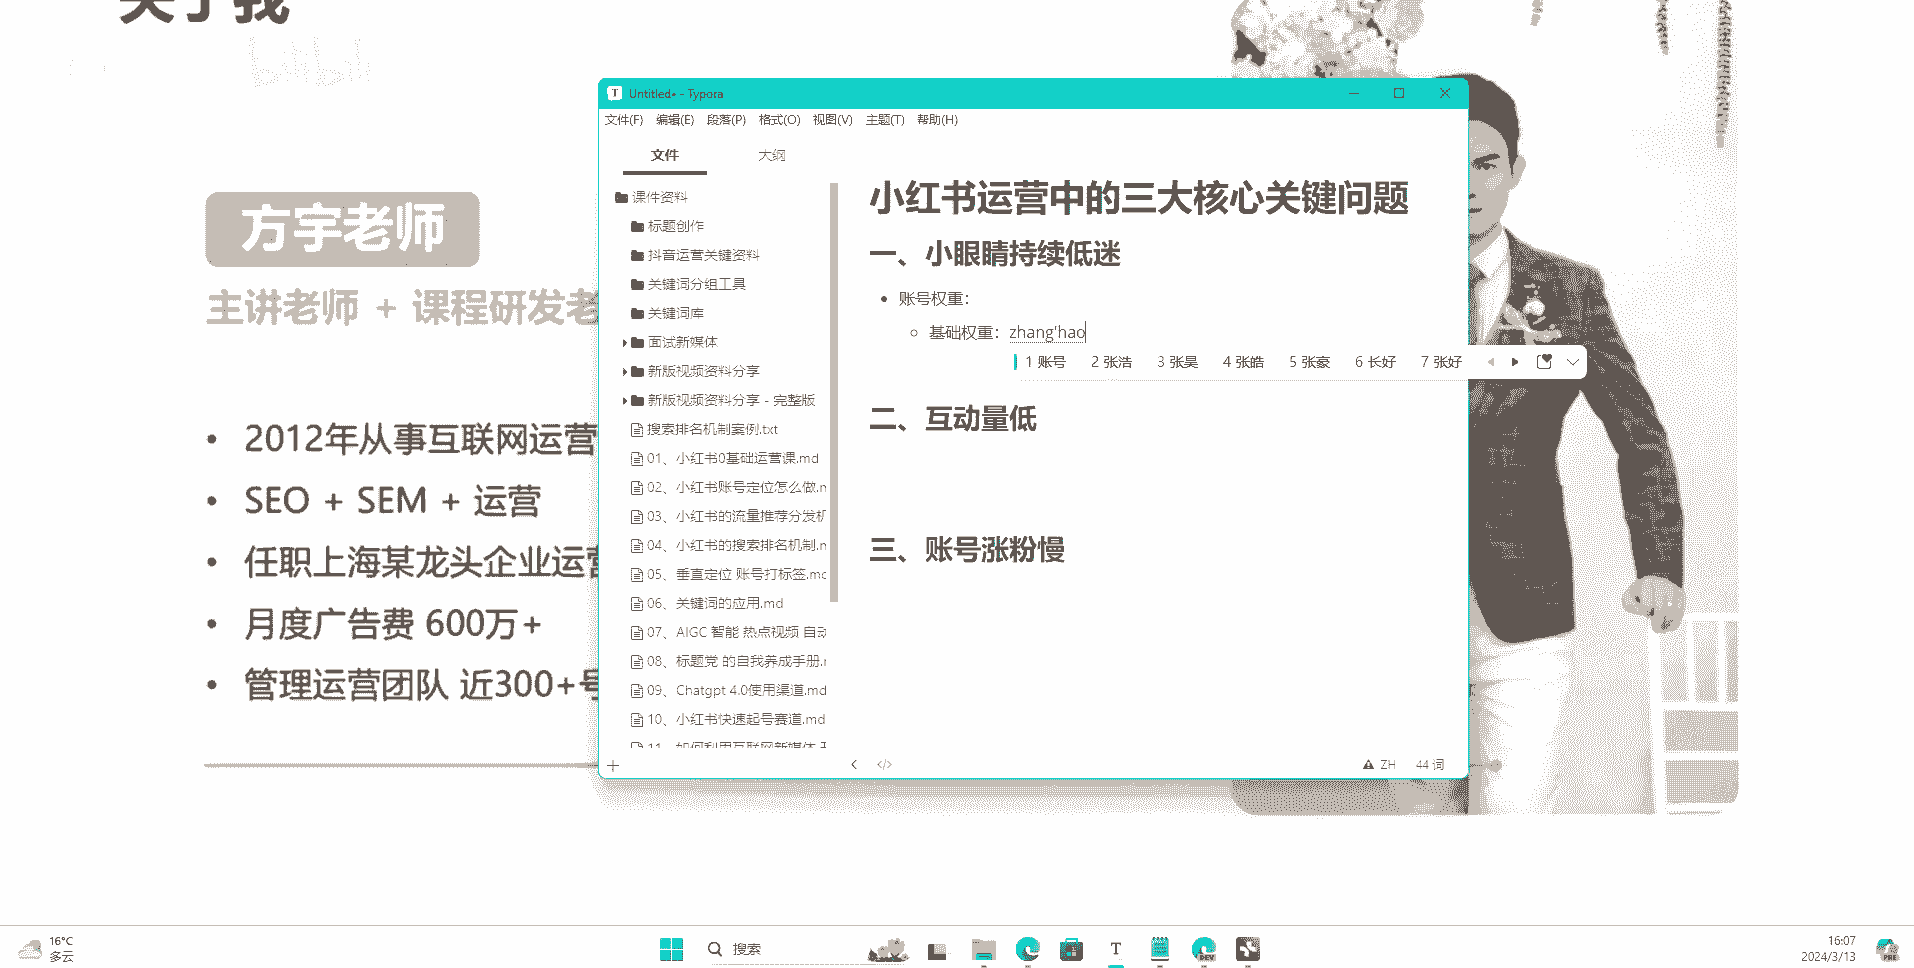 关于我
bilibili
方宇老师
主讲老师 + 课程研发老
2012年从事互联网运营
SEO + SEM + 运营
任职上海某龙头企业运营
月度广告费 600万+
管理运营团队 近300+号
Untitled• - Typora
文件(F) 编辑(E) 段落(P) 格式(O) 视图(V) 主题(T) 帮助(H)
文件 大纲
课件资料
标题创作
抖音运营关键资料
关键词分组工具
关键词库
面试新媒体
新版视频资料分享
新版视频资料分享 - 完整版
搜索排名机制案例.txt
01、小红书0基础运营课.md
02、小红书账号定位怎么做.m
03、小红书的流量推荐分发机
04、小红书的搜索排名机制.m
05、垂直定位 账号打标签.md
06、关键词的应用.md
07、AIGC 智能 热点视频 自动
08、标题党 的自我养成手册.m
09、Chatgpt 4.0使用渠道.md
10、小红书快速起号赛道.md
11、如何利用互联网新媒体
小红书运营中的三大核心关键问题
一、小眼睛持续低迷
账号权重：
基础权重：zhang'hao
1 账号 2 张浩 3 张昊 4 张皓 5 张豪 6 长好 7 张好
二、互动量低
三、账号涨粉慢
ZH 44 词
16°C
多云
搜索
DEV
16:07
2024/3/13
PRE